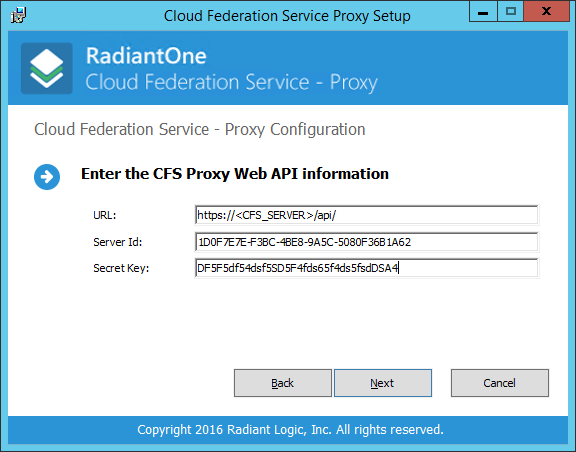 Cloud Federation Service Proxy Setup
RadiantOne
Cloud Federation Service - Proxy
Cloud Federation Service - Proxy Configuration
Enter the CFS Proxy Web API information
URL: https://<CFS_SERVER>/api/
Server Id: 1D0F7E7E-F3BC-4BE8-9A5C-5080F36B1A62
Secret Key: DF5F5df54dsf5SD5F4fds65f4ds5fsdDSA4
Back Next Cancel
Copyright 2016 Radiant Logic, Inc. All rights reserved.